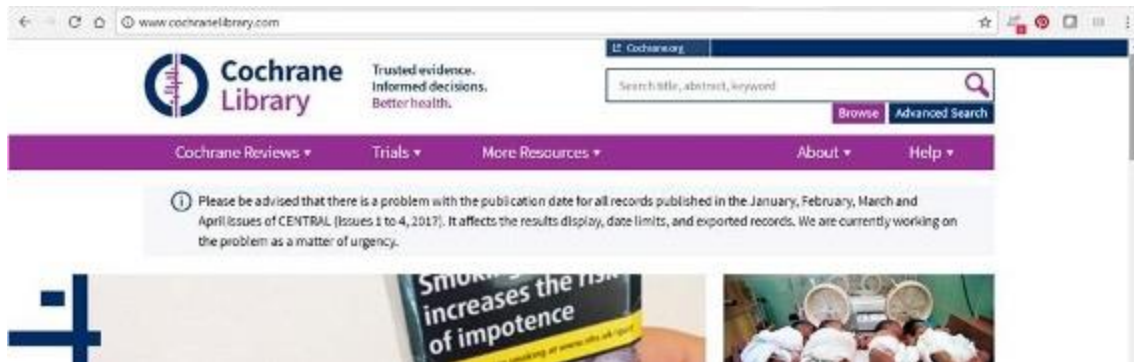 www.cochranelibrary.com
Cochrane.org
Cochrane
Library
Trusted evidence.
Informed decisions.
Better health.
Search title, abstract, keyword
Browse
Advanced Search
Cochrane Reviews
Trials
More Resources
About
Help
Please be advised that there is a problem with the publication date for all records published in the January, February, March and
April issues of CENTRAL (Issues 1 to 4, 2017). It affects the results display, date limits, and exported records. We are currently working on
the problem as a matter of urgency.
increases the risk
of impotence